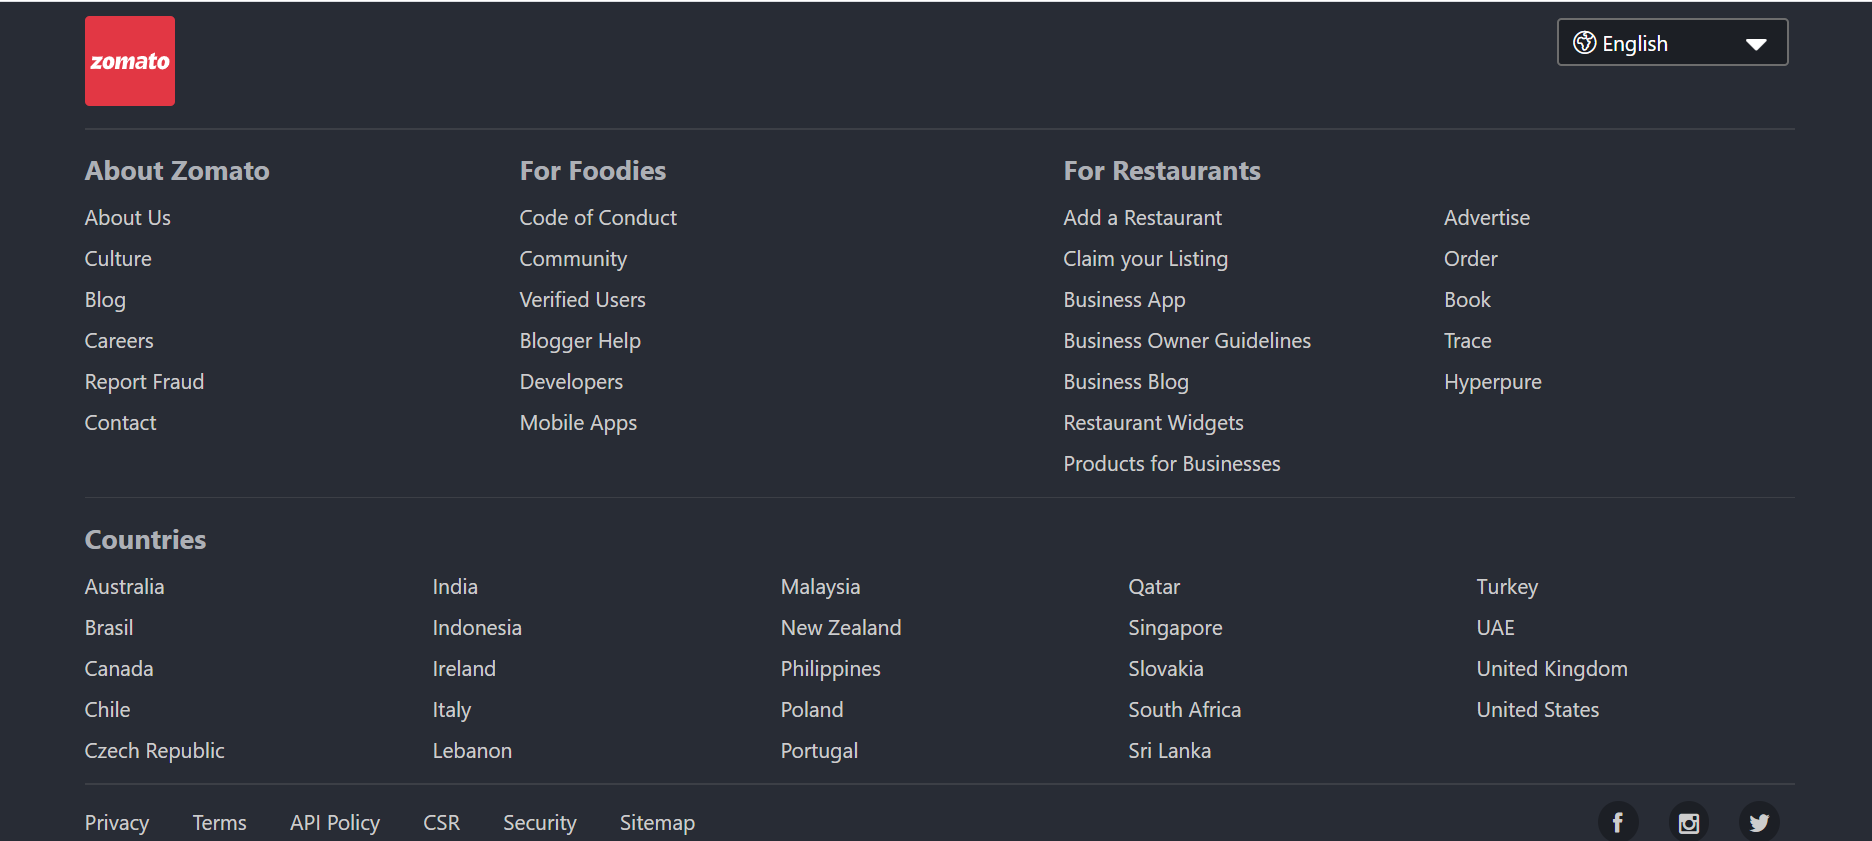 zomato
English
About Zomato
About Us
Culture
Blog
Careers
Report Fraud
Contact
For Foodies
Code of Conduct
Community
Verified Users
Blogger Help
Developers
Mobile Apps
For Restaurants
Add a Restaurant
Claim your Listing
Business App
Business Owner Guidelines
Business Blog
Restaurant Widgets
Products for Businesses
Advertise
Order
Book
Trace
Hyperpure
Countries
Australia
Brasil
Canada
Chile
Czech Republic
India
Indonesia
Ireland
Italy
Lebanon
Malaysia
New Zealand
Philippines
Poland
Portugal
Qatar
Singapore
Slovakia
South Africa
Sri Lanka
Turkey
UAE
United Kingdom
United States
Privacy Terms API Policy CSR Security Sitemap